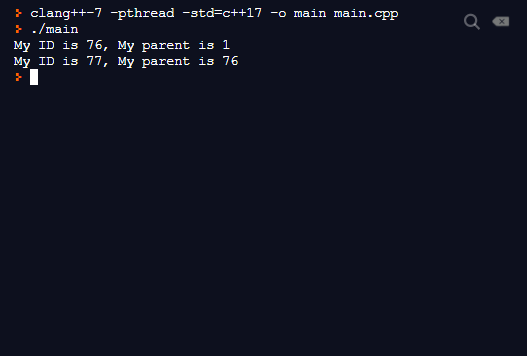 > clang++-7 -pthread -std=c++17 -o main main.cpp
> ./main
My ID is 76, My parent is 1
My ID is 77, My parent is 76
>